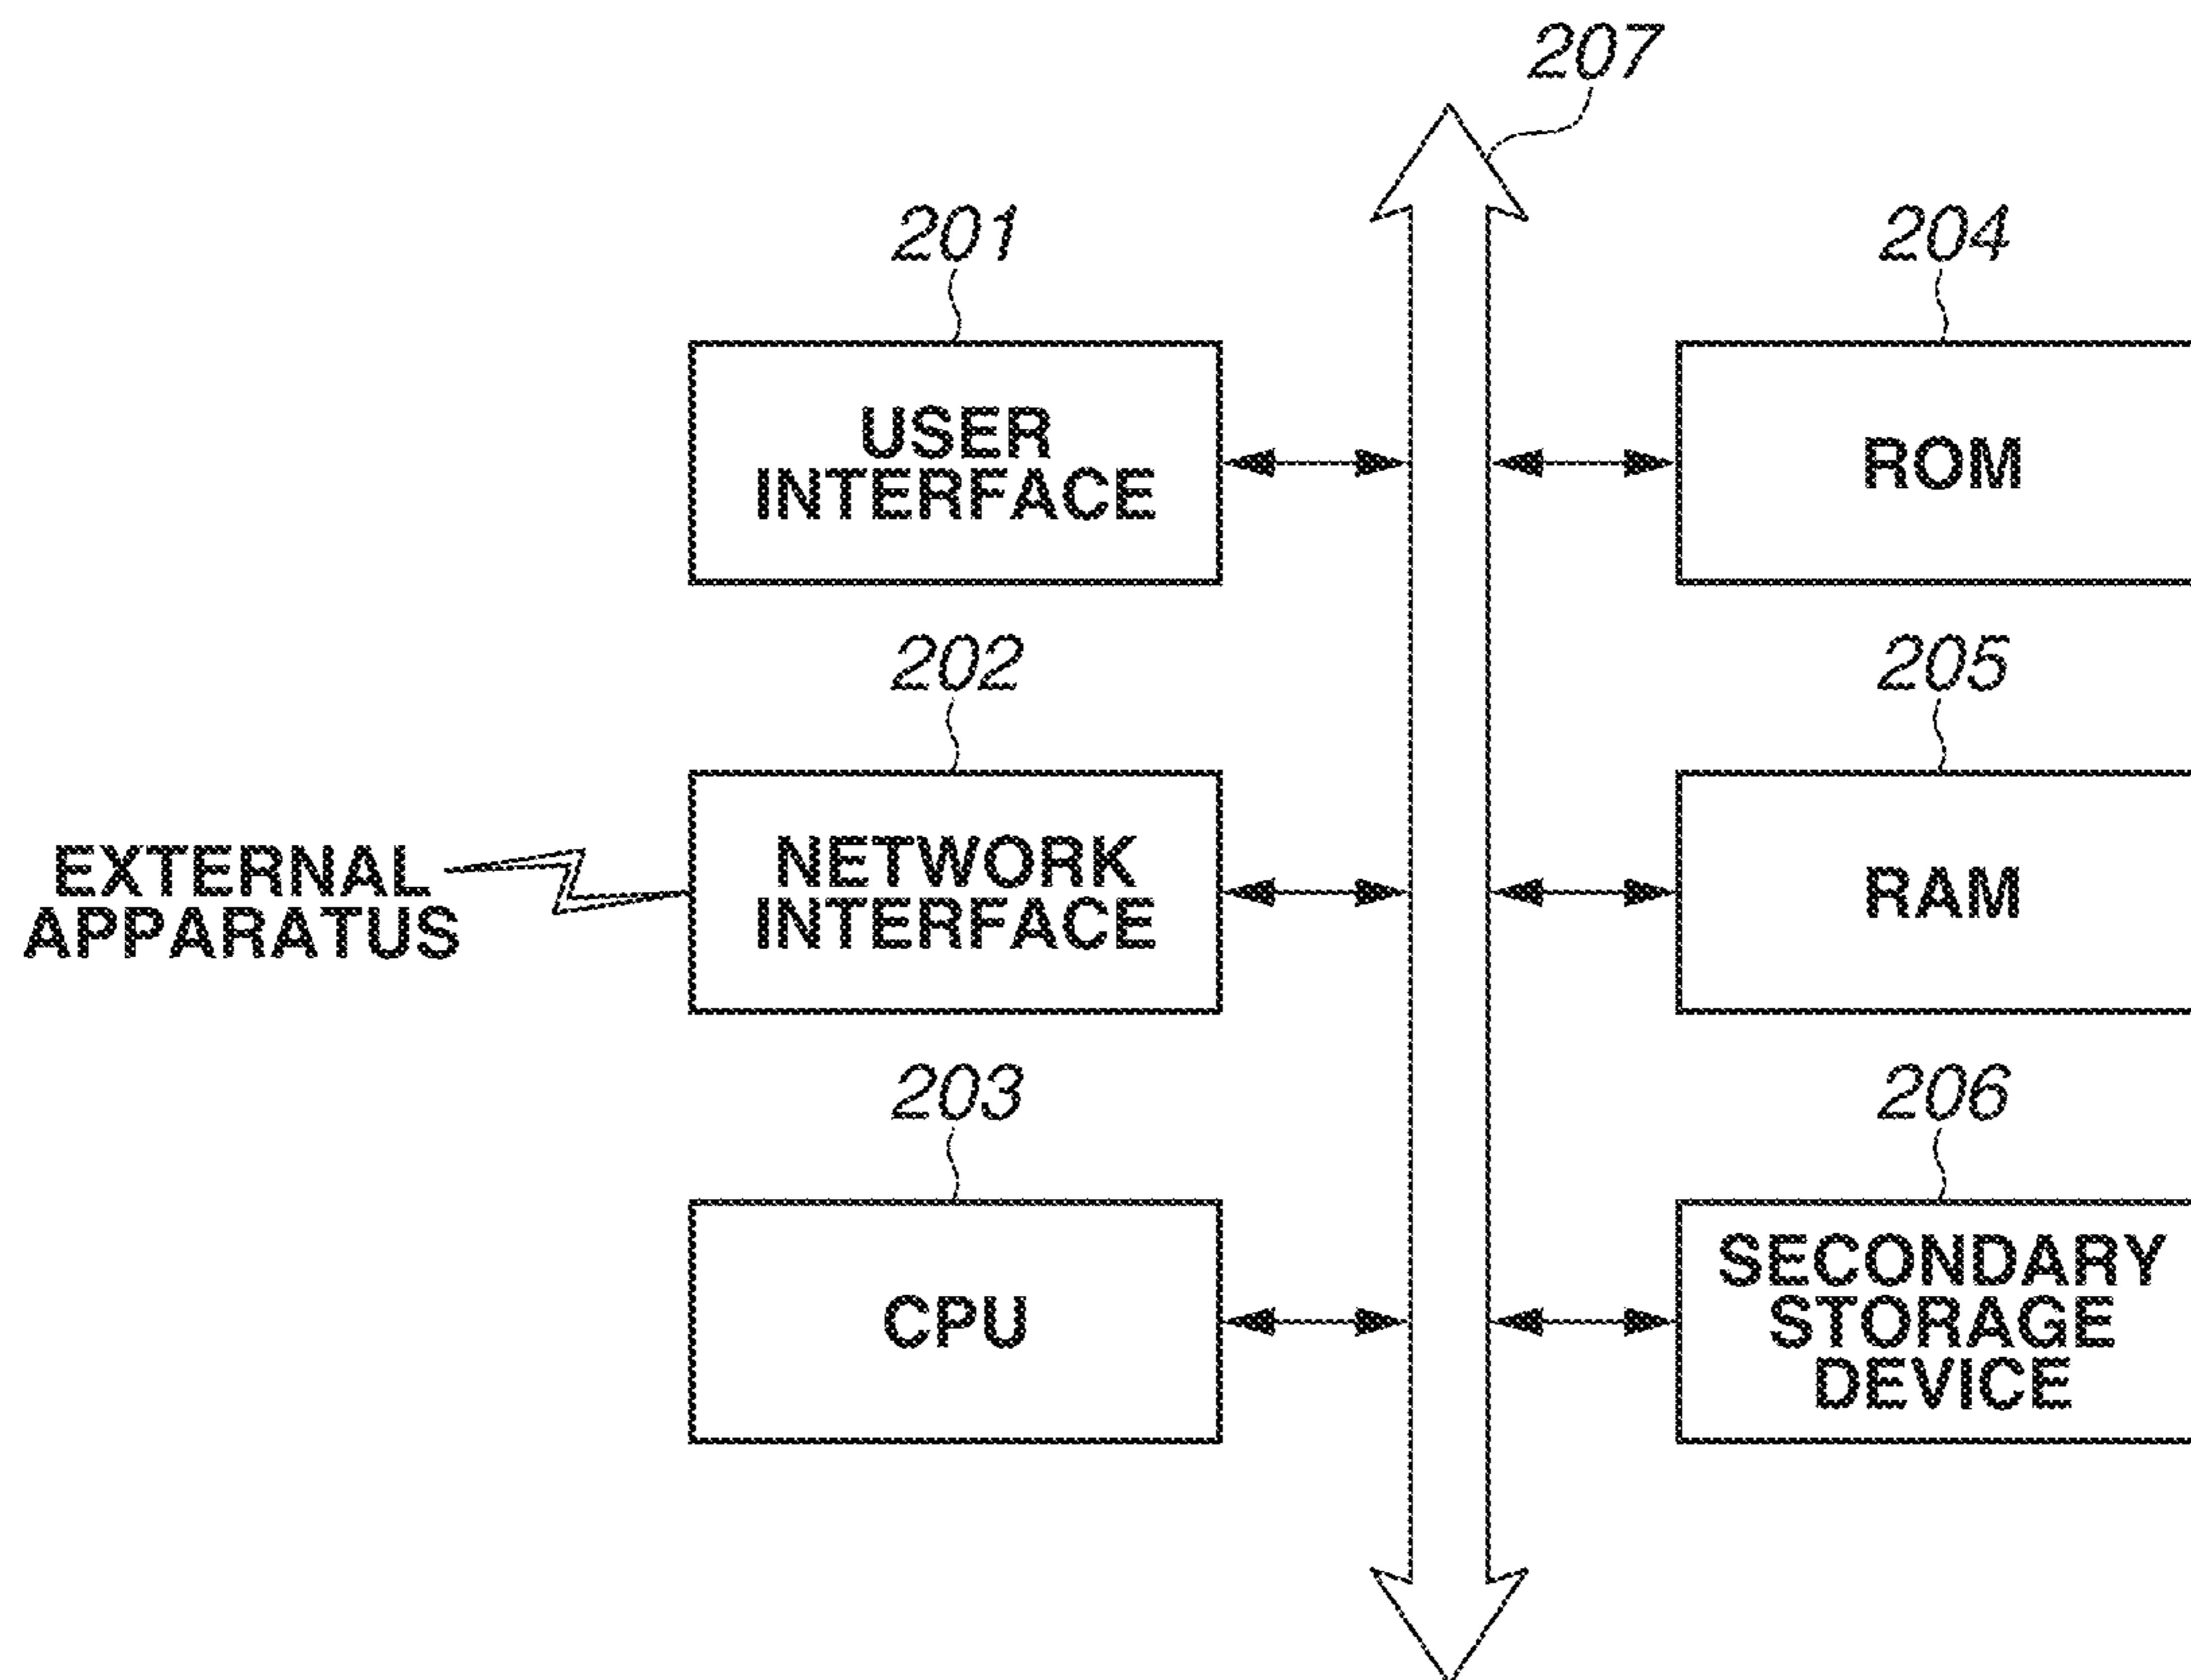 207
201
204
USER
INTERFACE
ROM
202
205
EXTERNAL
APPARATUS
NETWORK
INTERFACE
RAM
203
206
CPU
SECONDARY
STORAGE
DEVICE